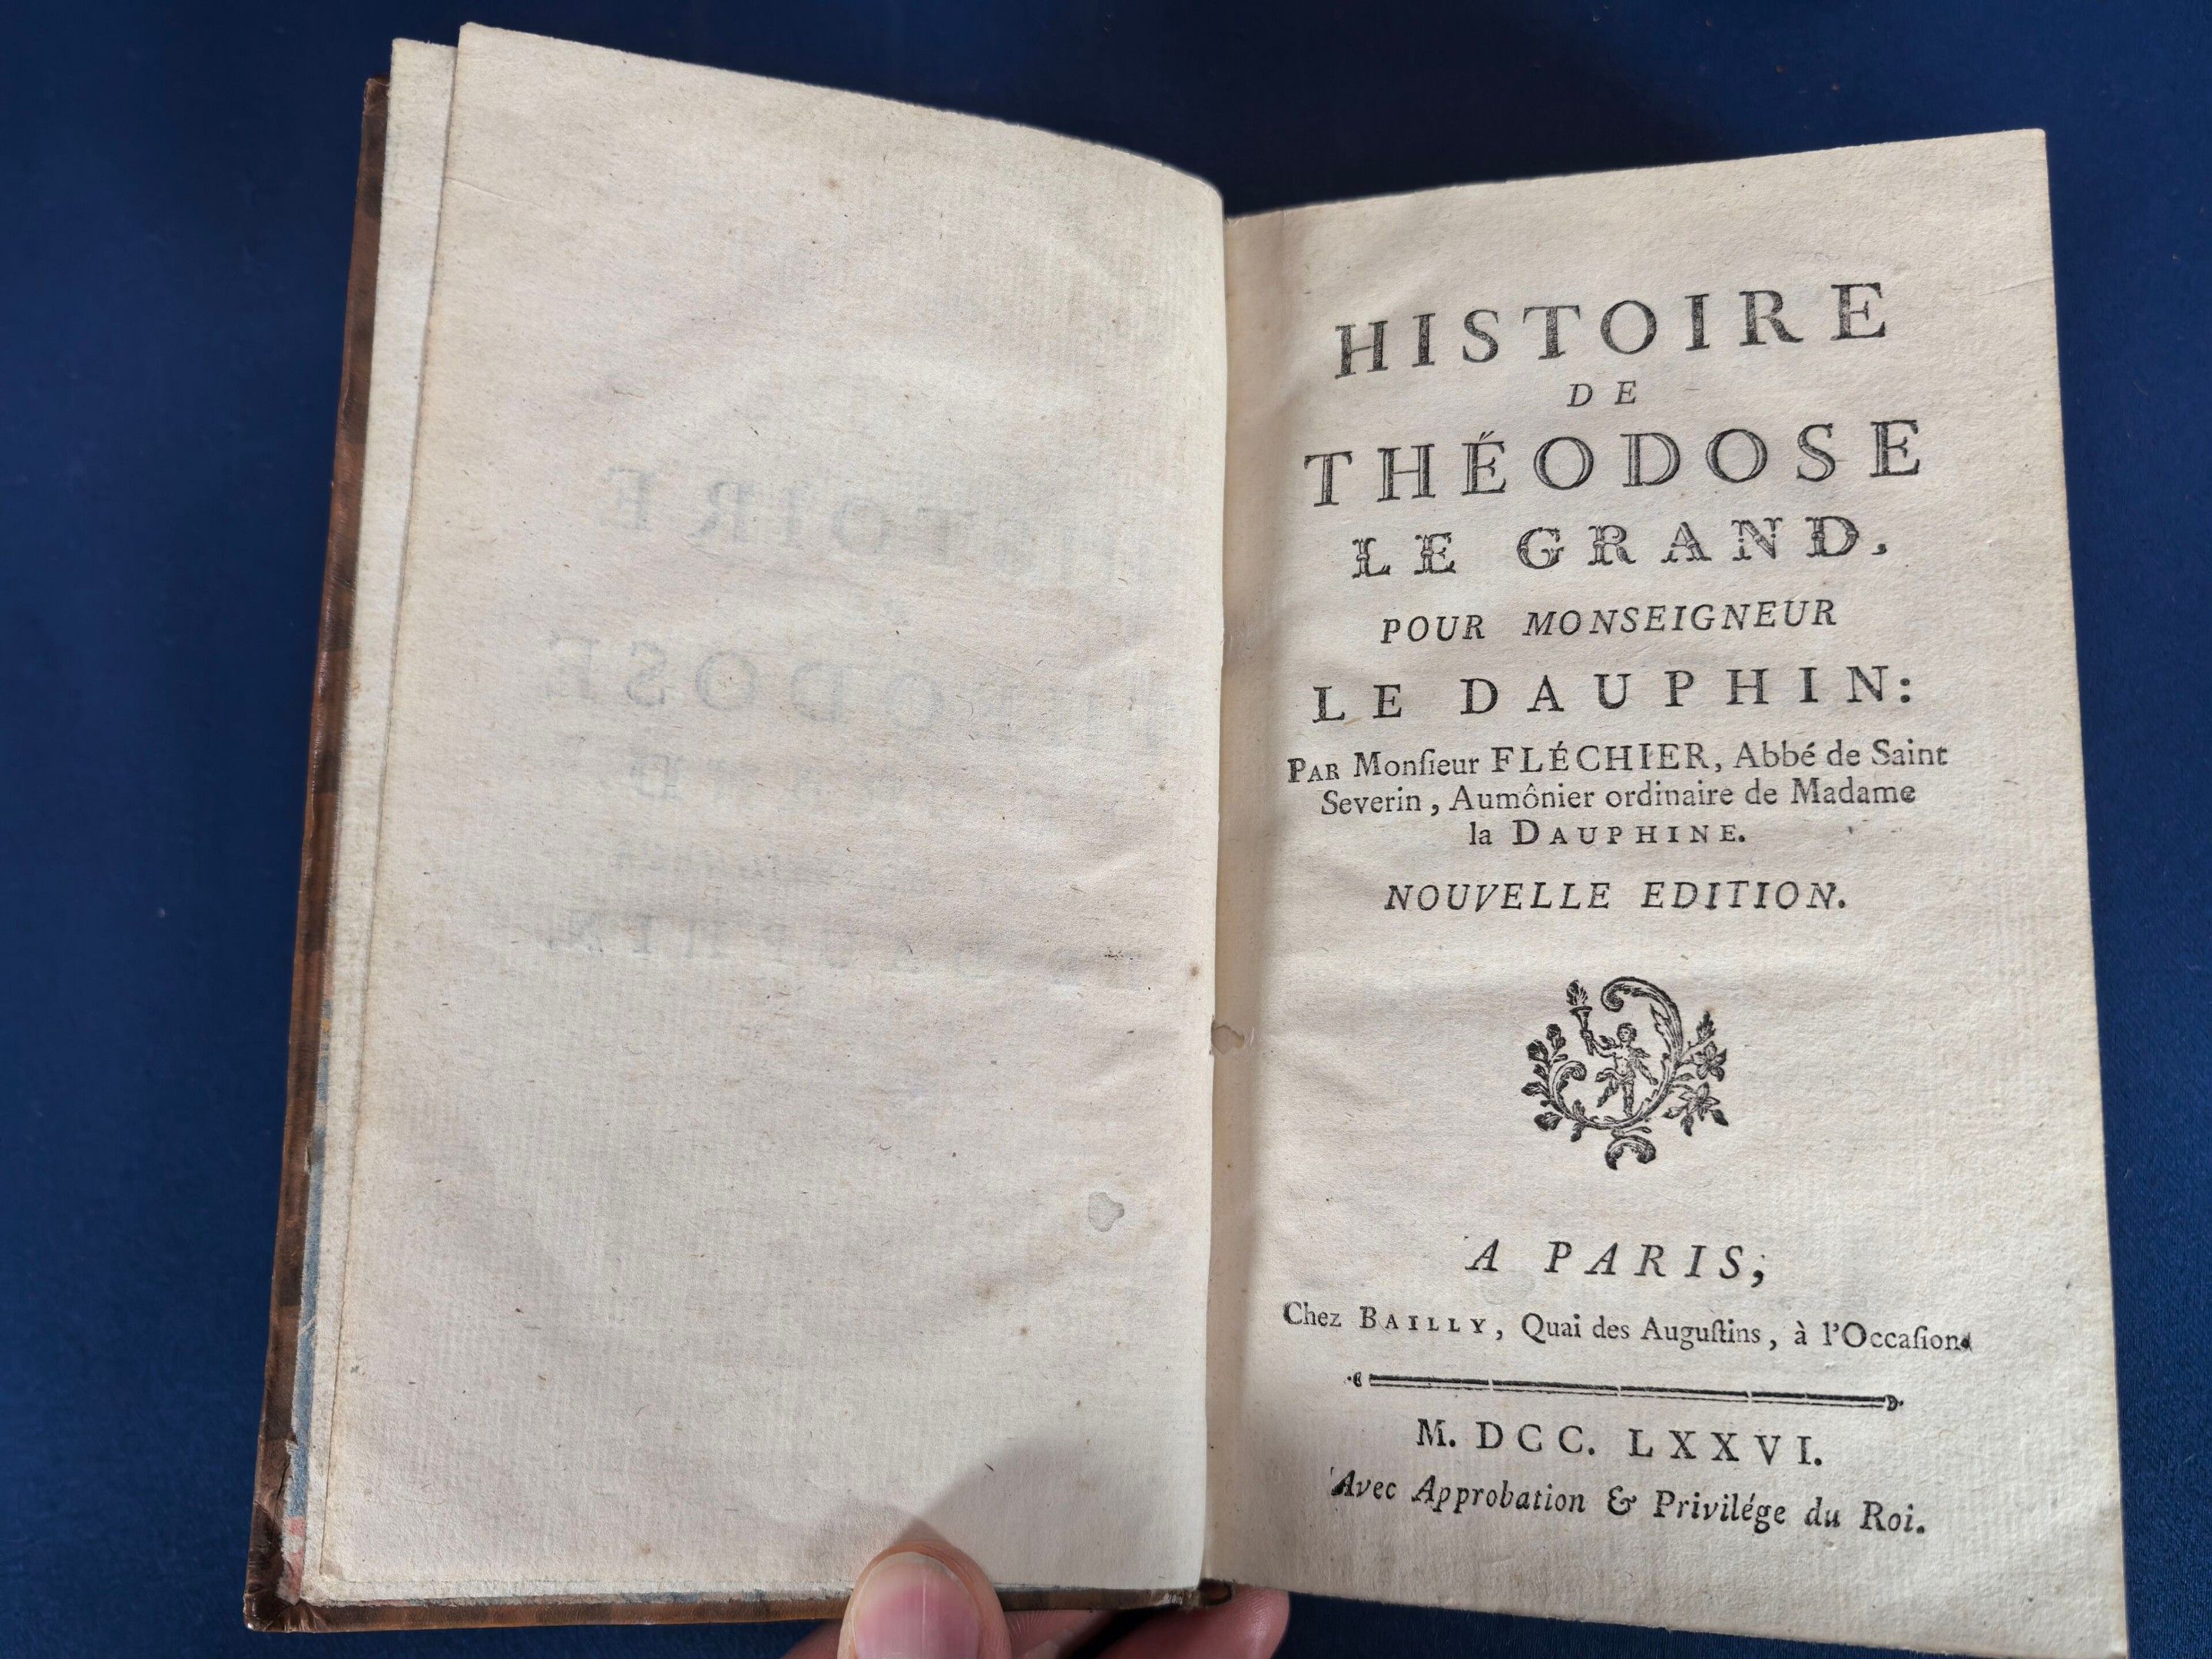 HISTOIRE
DE
THÉODOSE
LE GRAND,
POUR MONSEIGNEUR
LE DAUPHIN:
PAR Monſieur FLÉCHIER, Abbé de Saint
Severin, Aumônier ordinaire de Madame
la DAUPHINE.
NOUVELLE EDITION.
A PARIS,
Chez BAILLY, Quai des Auguſtins, à l'Occaſion.
M. DCC. LXXVI.
Avec Approbation & Privilége du Roi.